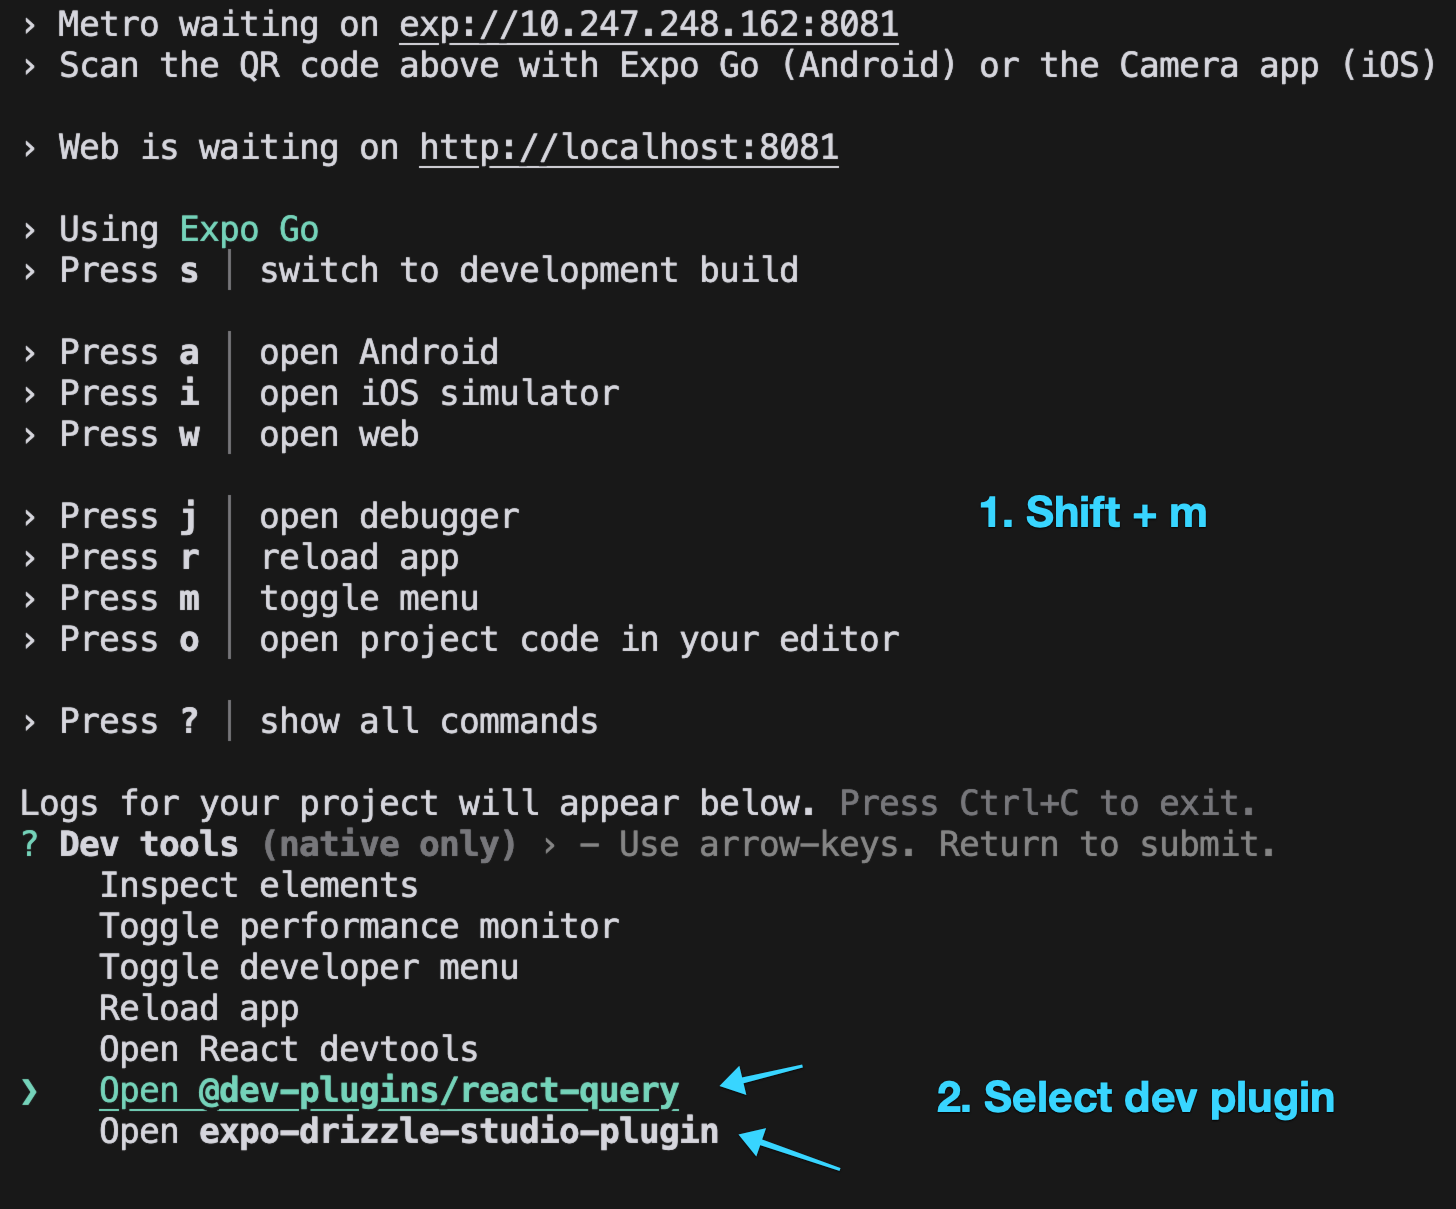 › Metro waiting on exp://10.247.248.162:8081
› Scan the QR code above with Expo Go (Android) or the Camera app (iOS)
› Web is waiting on http://localhost:8081
› Using Expo Go
› Press s │ switch to development build
› Press a │ open Android
› Press i │ open iOS simulator
› Press w │ open web
› Press j │ open debugger
› Press r │ reload app
› Press m │ toggle menu
› Press o │ open project code in your editor
› Press ? │ show all commands
1. Shift + m
Logs for your project will appear below. Press Ctrl+C to exit.
? Dev tools (native only) › – Use arrow-keys. Return to submit.
Inspect elements
Toggle performance monitor
Toggle developer menu
Reload app
Open React devtools
❯ Open @dev-plugins/react-query
Open expo-drizzle-studio-plugin
2. Select dev plugin